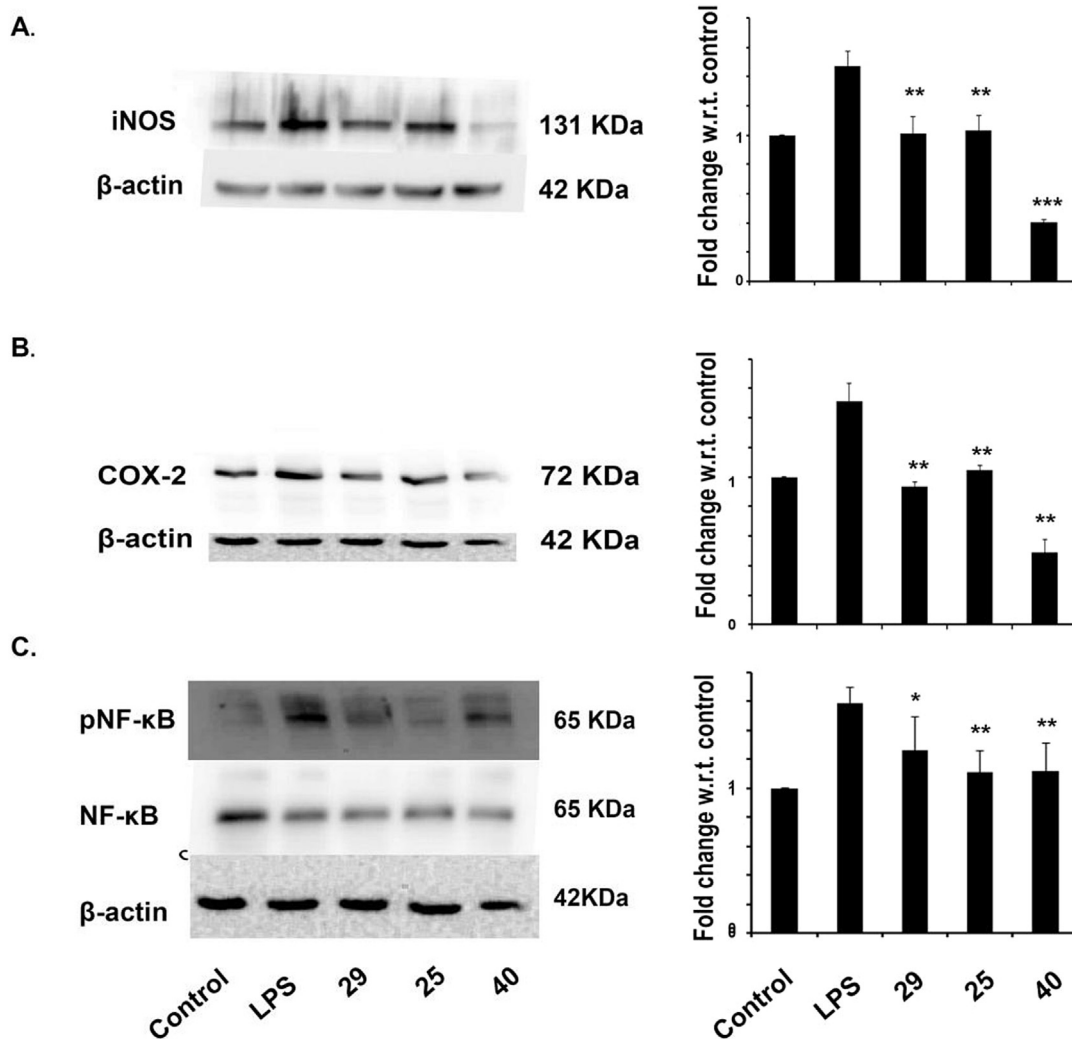 A.
iNOS
131 KDa
β-actin
42 KDa
Fold change w.r.t. control
1
0
**
**
***
B.
COX-2
72 KDa
β-actin
42 KDa
Fold change w.r.t. control
1
0
**
**
**
C.
pNF-κB
65 KDa
NF-κB
65 KDa
β-actin
42KDa
Control
LPS
29
25
40
Fold change w.r.t. control
1
*
**
**
Control
LPS
29
25
40